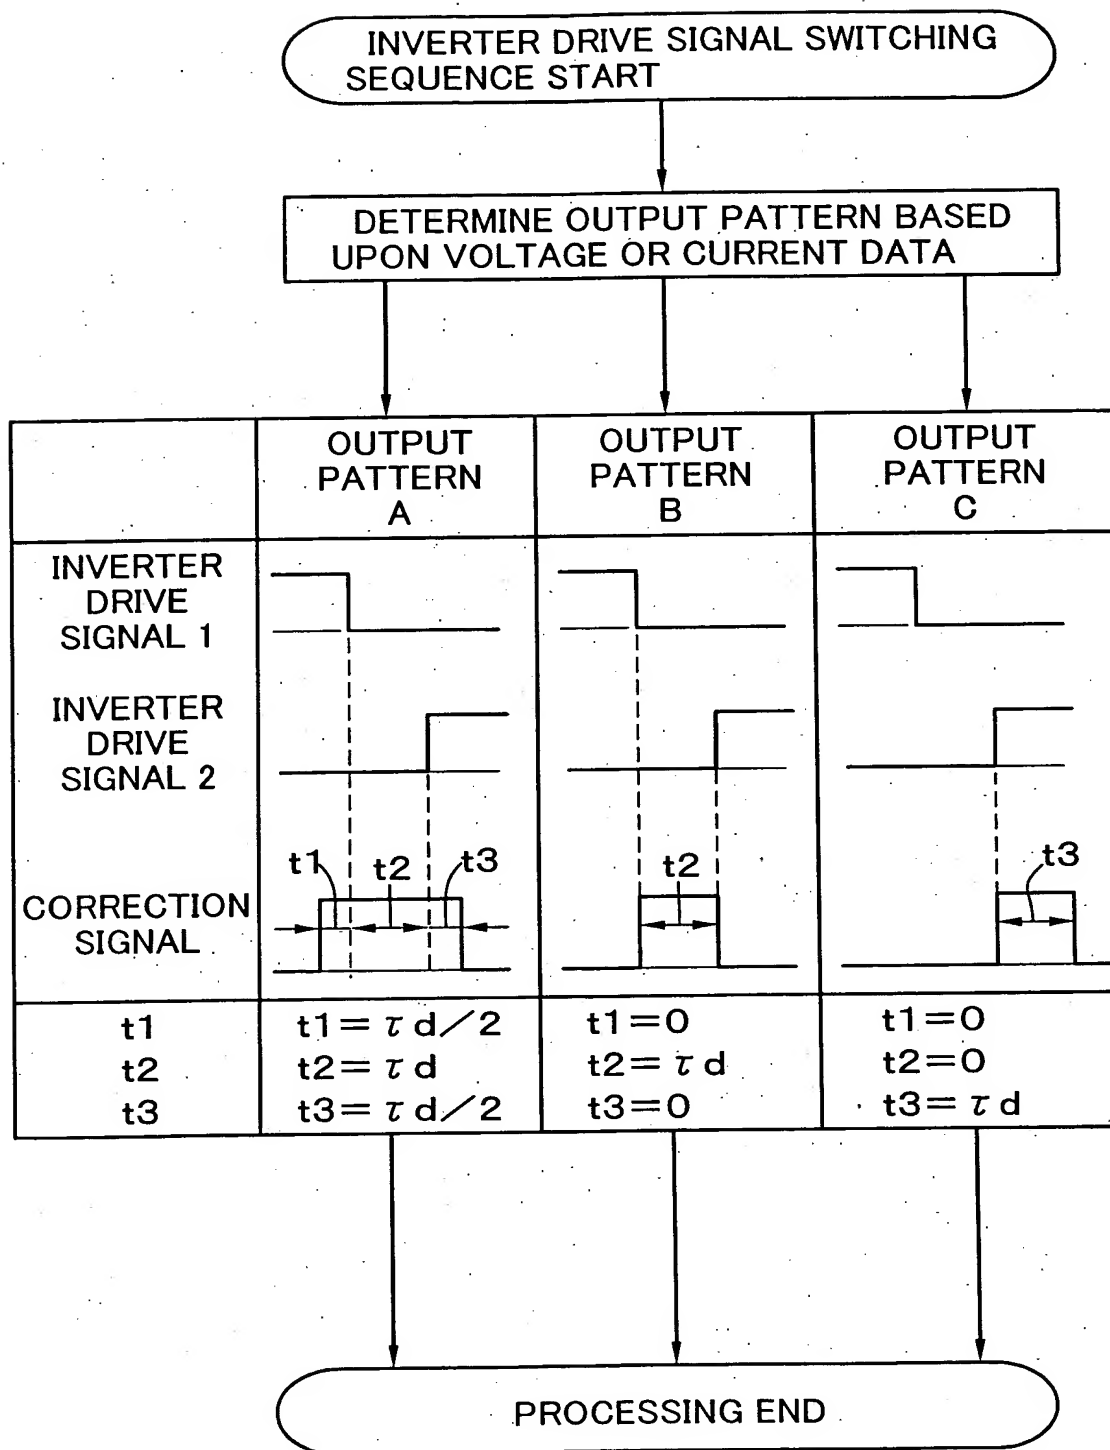 INVERTER DRIVE SIGNAL SWITCHING
SEQUENCE START
DETERMINE OUTPUT PATTERN BASED
UPON VOLTAGE OR CURRENT DATA
OUTPUT
PATTERN
A
OUTPUT
PATTERN
B
OUTPUT
PATTERN
C
INVERTER
DRIVE
SIGNAL 1
INVERTER
DRIVE
SIGNAL 2
CORRECTION
SIGNAL
t1
t2
t3
t2
t3
t1
t1=τd/2
t1=0
t1=0
t2
t2=τd
t2=τd
t2=0
t3
t3=τd/2
t3=0
t3=τd
PROCESSING END